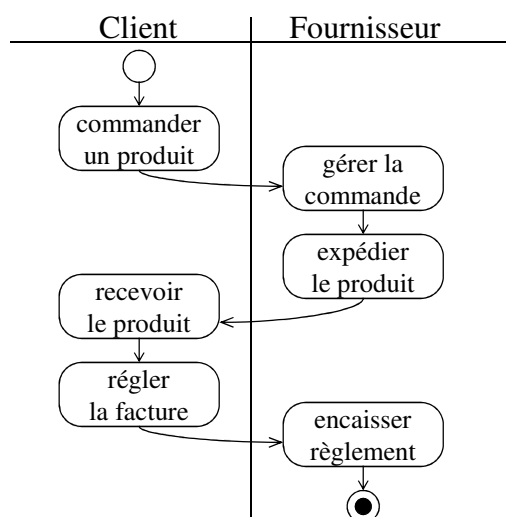 Client
Fournisseur
commander
un produit
gérer la
commande
expédier
le produit
recevoir
le produit
régler
la facture
encaisser
règlement